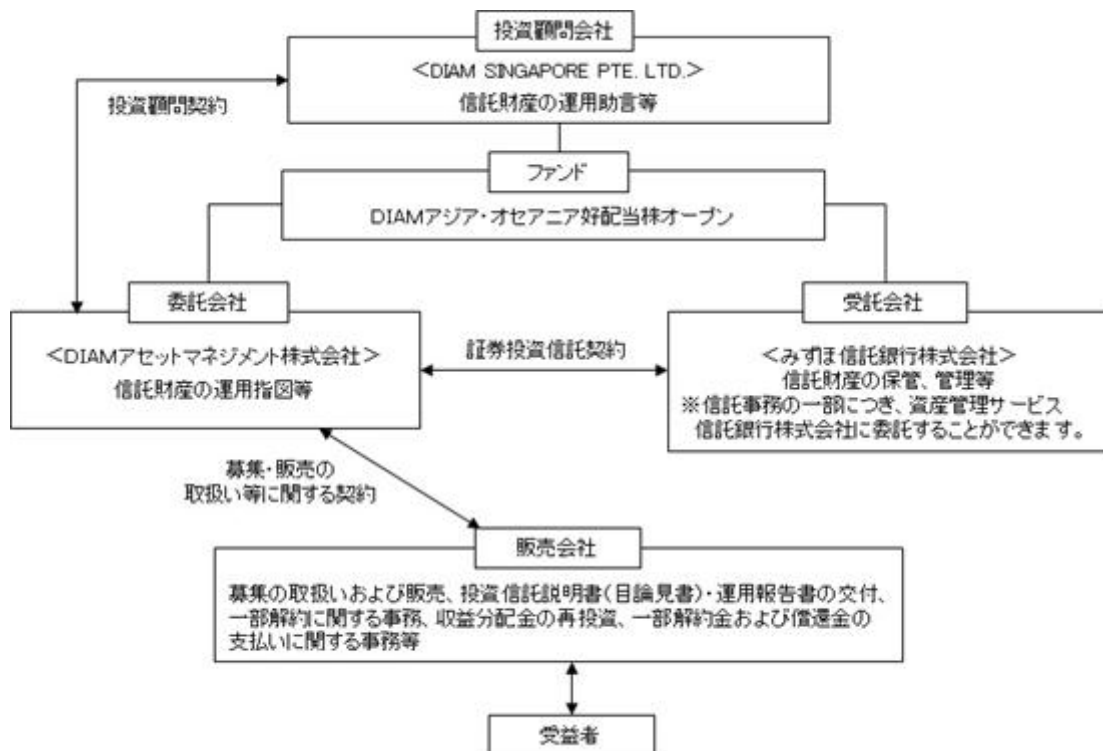 投資顧問会社
<DIAM SINGAPORE PTE. LTD.>
信託財産の運用助言等
投資顧問契約
ファンド
DIAMアジア・オセアニア好配当株オープン
委託会社
<DIAMアセットマネジメント株式会社>
信託財産の運用指図等
証券投資信託契約
受託会社
<みずほ信託銀行株式会社>
信託財産の保管、管理等
※信託事務の一部につき、資産管理サービス
信託銀行株式会社に委託することができます。
募集・販売の
取扱い等に関する契約
販売会社
募集の取扱いおよび販売、投資信託説明書(目論見書)・運用報告書の交付、
一部解約に関する事務、収益分配金の再投資、一部解約金および償還金の
支払いに関する事務等
受益者